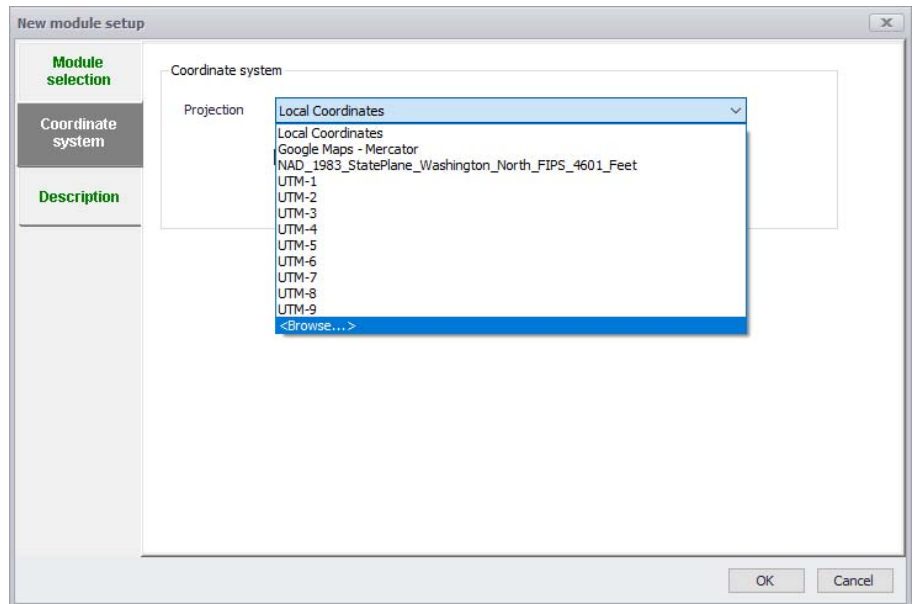 New module setup
Module
selection
Coordinate
system
Description
Coordinate system
Projection
Local Coordinates
Local Coordinates
Google Maps - Mercator
NAD_1983_StatePlane_Washington_North_FIPS_4601_Feet
UTM-1
UTM-2
UTM-3
UTM-4
UTM-5
UTM-6
UTM-7
UTM-8
UTM-9
<Browse...>
OK
Cancel